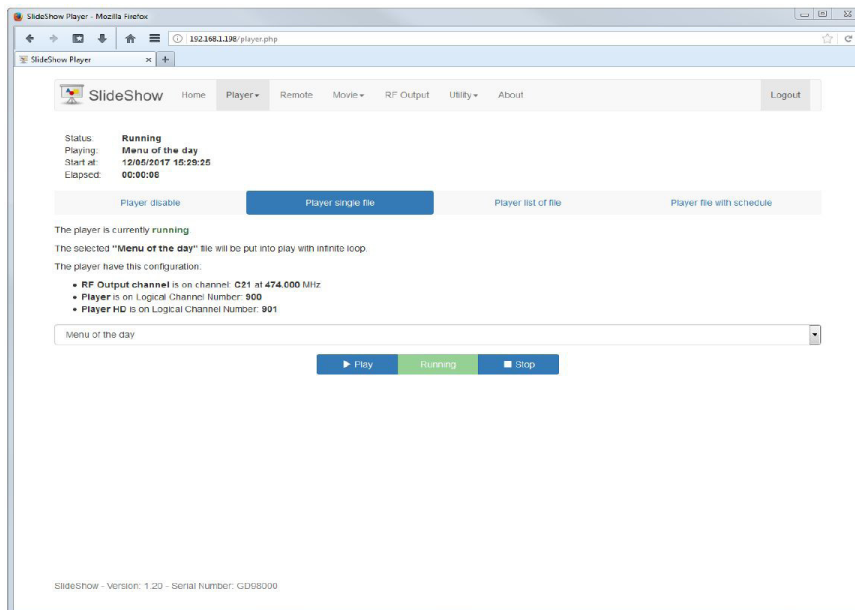 SlideShow Player - Mozilla Firefox
192.168.1.198/player.php
SlideShow Player
SlideShow Home Player Remote Movie RF Output Utility About Logout
Status: Running
Playing: Menu of the day
Start at: 12/05/2017 15:29:25
Elapsed: 00:00:08
Player disable Player single file Player list of file Player file with schedule
The player is currently running
The selected "Menu of the day" file will be put into play with infinite loop.
The player have this configuration:
RF Output channel is on channel: C21 at 474.000 MHz
Player is on Logical Channel Number: 900
Player HD is on Logical Channel Number: 901
Menu of the day
Play Running Stop
SlideShow - Version: 1.20 - Serial Number: GD98000